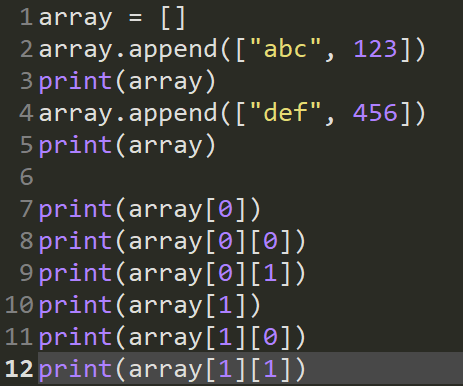 1 array = []
2 array.append(["abc", 123])
3 print(array)
4 array.append(["def", 456])
5 print(array)
6
7 print(array[0])
8 print(array[0][0])
9 print(array[0][1])
10 print(array[1])
11 print(array[1][0])
12 print(array[1][1])